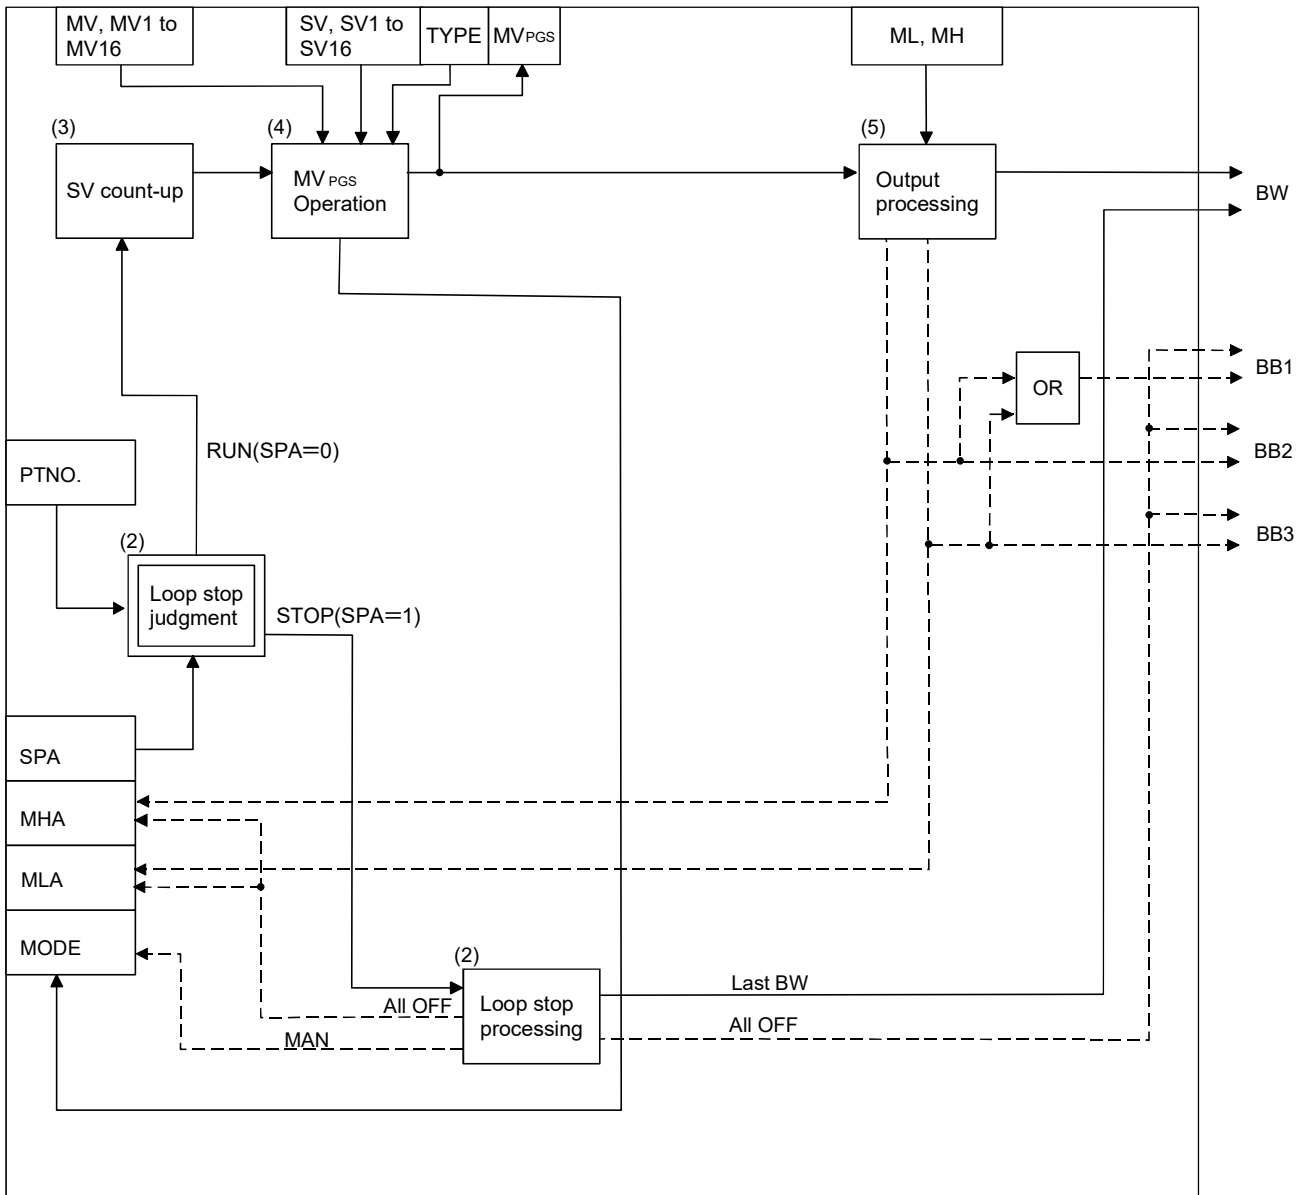 MV, MV1 to
MV16
SV, SV1 to
SV16
TYPE
MVPGS
ML, MH
(3)
(4)
(5)
SV count-up
MVPGS
Operation
Output
processing
BW
BB1
OR
RUN(SPA=0)
BB2
PTNO.
BB3
(2)
Loop stop
judgment
STOP(SPA=1)
SPA
MHA
MLA
MODE
(2)
Loop stop
processing
Last BW
All OFF
All OFF
MAN